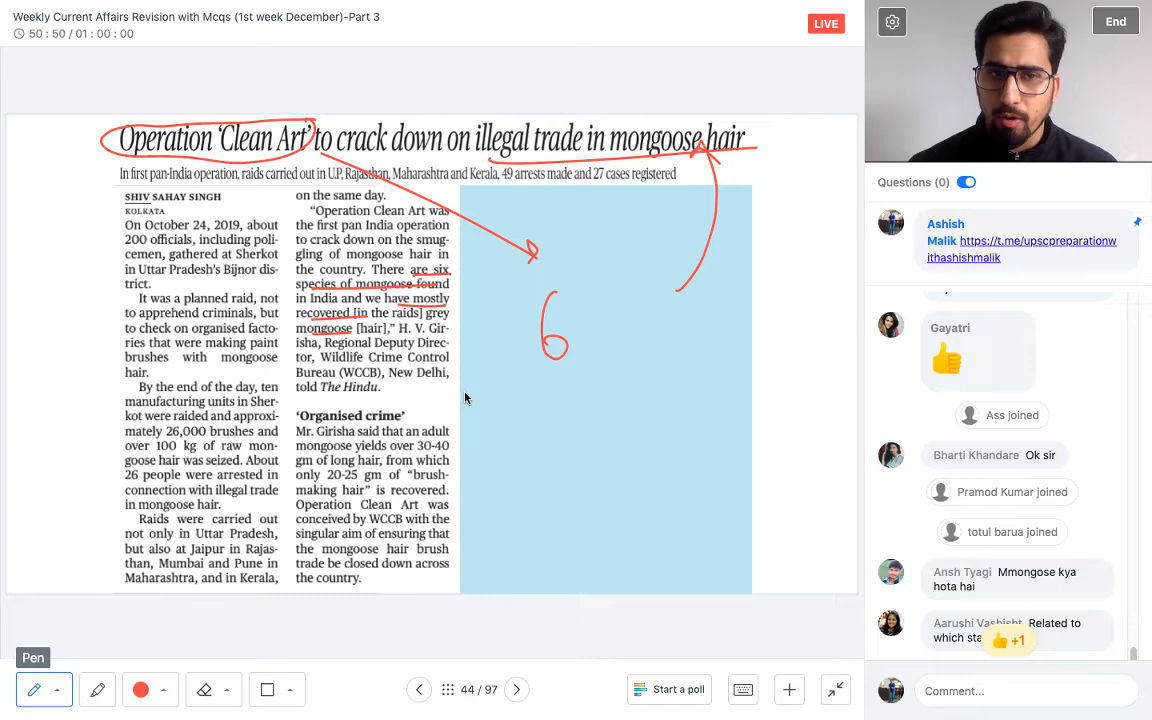 Weekly Current Affairs Revision with Mcqs (1st week December)-Part 3
50 : 50 / 01 : 00 : 00
LIVE
End
Operation 'Clean Art' to crack down on illegal trade in mongoose hair
In first pan-India operation, raids carried out in U.P, Rajasthan, Maharashtra and Kerala, 49 arrests made and 27 cases registered
SHIV SAHAY SINGH
KOLKATA
On October 24, 2019, about
200 officials, including poli-
cemen, gathered at Sherkot
in Uttar Pradesh's Bijnor dis-
trict.
It was a planned raid, not
to apprehend criminals, but
to check on organised facto-
ries that were making paint
brushes with mongoose
hair.
By the end of the day, ten
manufacturing units in Sher-
kot were raided and approxi-
mately 26,000 brushes and
over 100 kg of raw mon-
goose hair was seized. About
26 people were arrested in
connection with illegal trade
in mongoose hair.
Raids were carried out
not only in Uttar Pradesh,
but also at Jaipur in Rajas-
than, Mumbai and Pune in
Maharashtra, and in Kerala,
on the same day.
"Operation Clean Art was
the first pan India operation
to crack down on the smug-
gling of mongoose hair in
the country. There are six
species of mongoose found
in India and we have mostly
recovered [in the raids] grey
mongoose [hair]," H. V. Gir-
isha, Regional Deputy Direc-
tor, Wildlife Crime Control
Bureau (WCCB), New Delhi,
told The Hindu.
'Organised crime'
Mr. Girisha said that an adult
mongoose yields over 30-40
gm of long hair, from which
only 20-25 gm of "brush-
making hair" is recovered.
Operation Clean Art was
conceived by WCCB with the
singular aim of ensuring that
the mongoose hair brush
trade be closed down across
the country.
6
Questions (0)
Ashish
Malik https://t.me/upscpreparationw
ithashishmalik
Gayatri
Ass joined
Bharti Khandare Ok sir
Pramod Kumar joined
totul barua joined
Ansh Tyagi Mmongose kya
hota hai
Aarushi Vashisht Related to
which
+1
Pen
44 / 97
Start a poll
Comment...